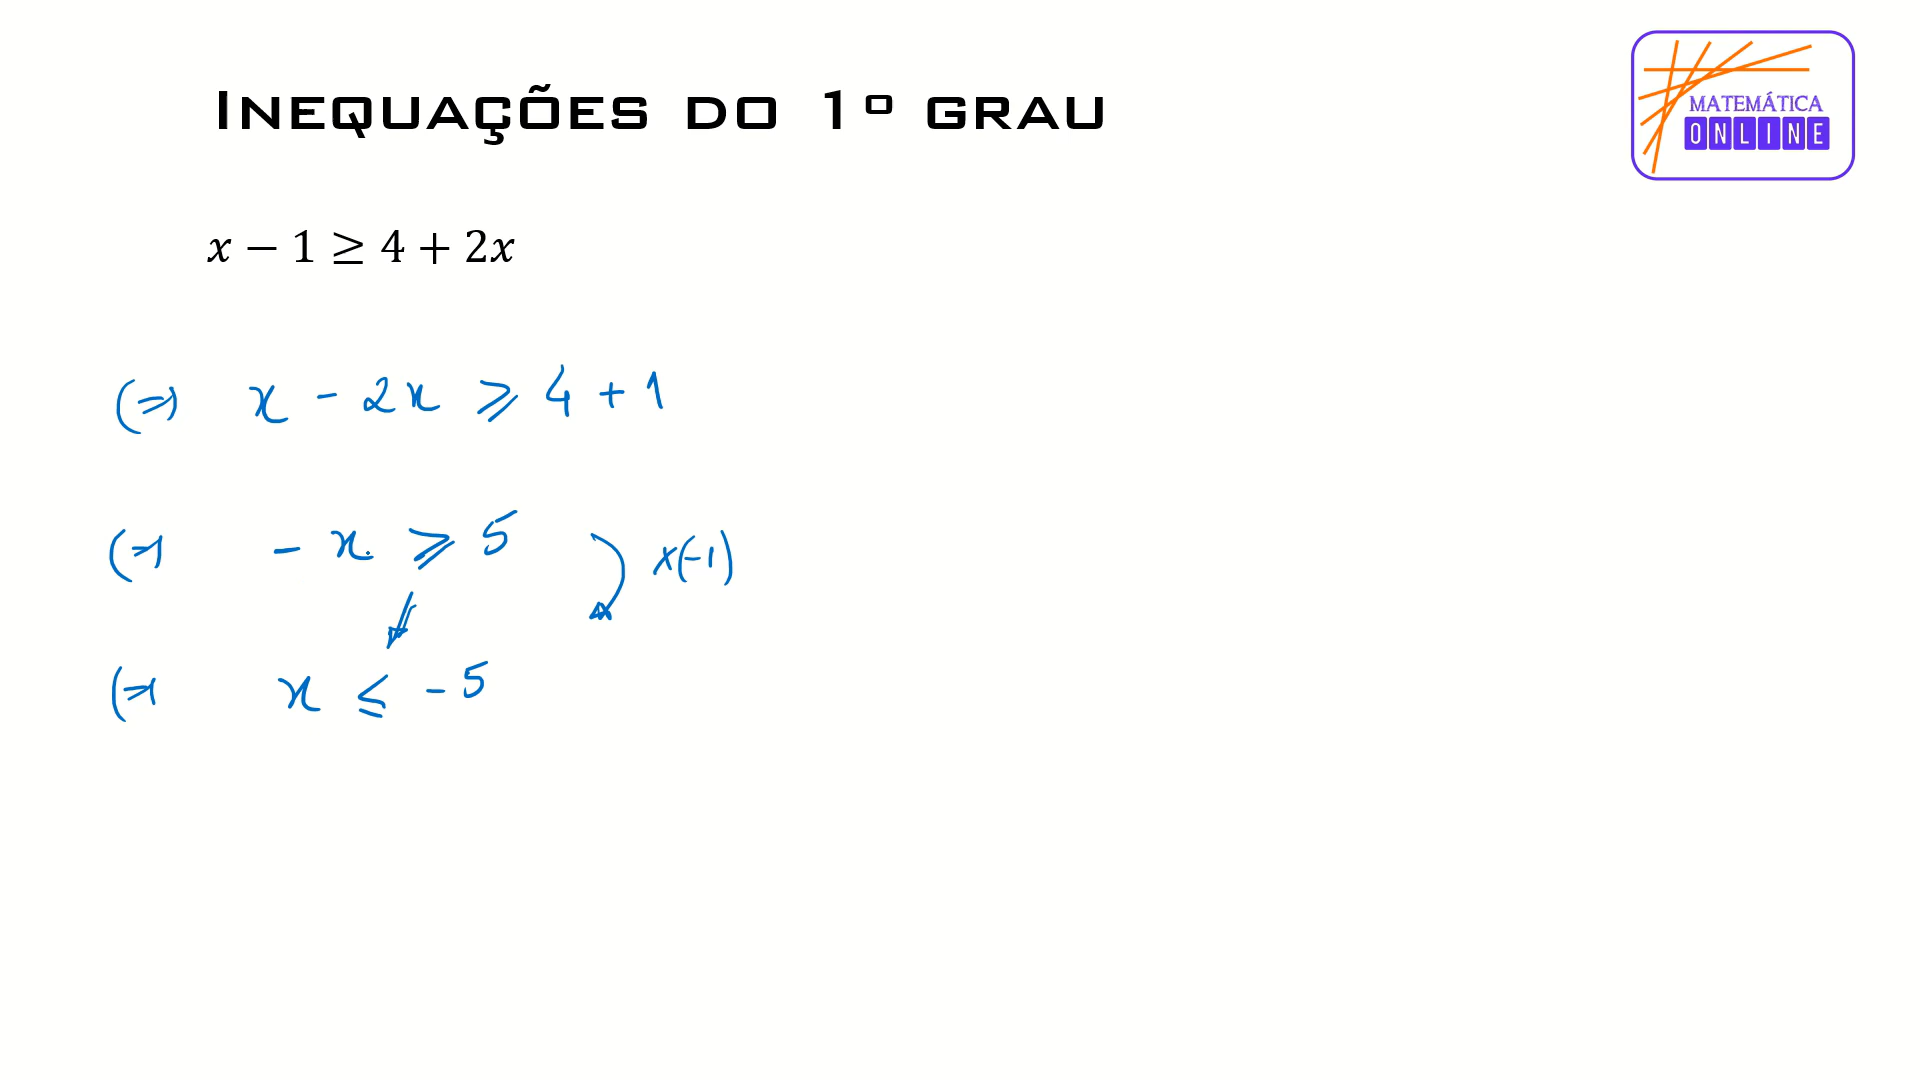 INEQUAÇÕES DO 1º GRAU
MATEMÁTICA
ONLINE
x − 1 ≥ 4 + 2x
(=) x - 2x ⩾ 4 + 1
(=) - x ⩾ 5 x(-1)
(=) x ≤ - 5